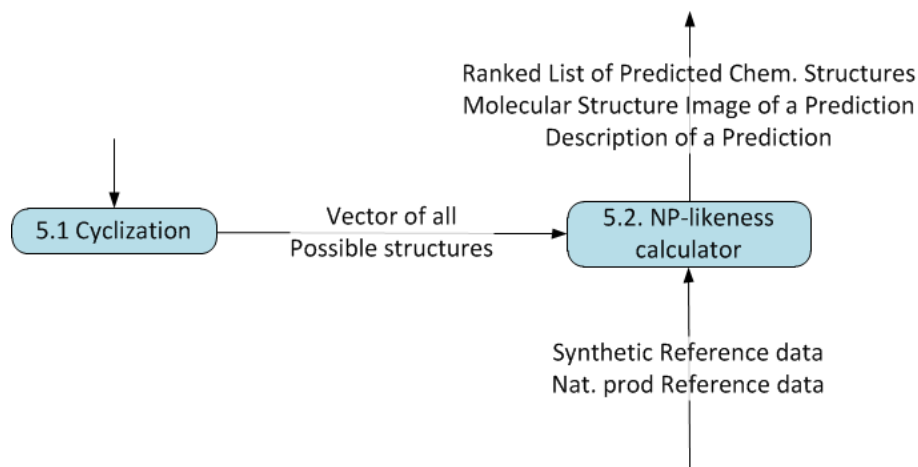 Ranked List of Predicted Chem. Structures
Molecular Structure Image of a Prediction
Description of a Prediction
5.1 Cyclization
Vector of all
Possible structures
5.2. NP-likeness
calculator
Synthetic Reference data
Nat. prod Reference data